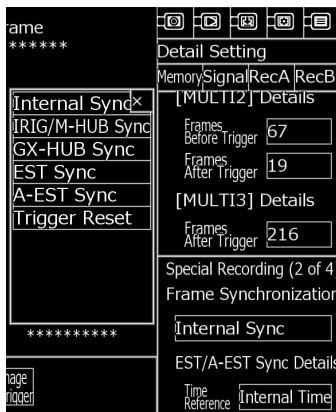 rame
******
Internal Sync×
IRIG/M-HUB Sync
GX-HUB Sync
EST Sync
A-EST Sync
Trigger Reset
**********
nage
rigger
Detail Setting
Memory Signal RecA RecB
[MULTI2] Details
Frames
Before Trigger 67
Frames
After Trigger 19
[MULTI3] Details
Frames
After Trigger 216
Special Recording (2 of 4
Frame Synchronization
Internal Sync
EST/A-EST Sync Details
Time
Reference Internal Time